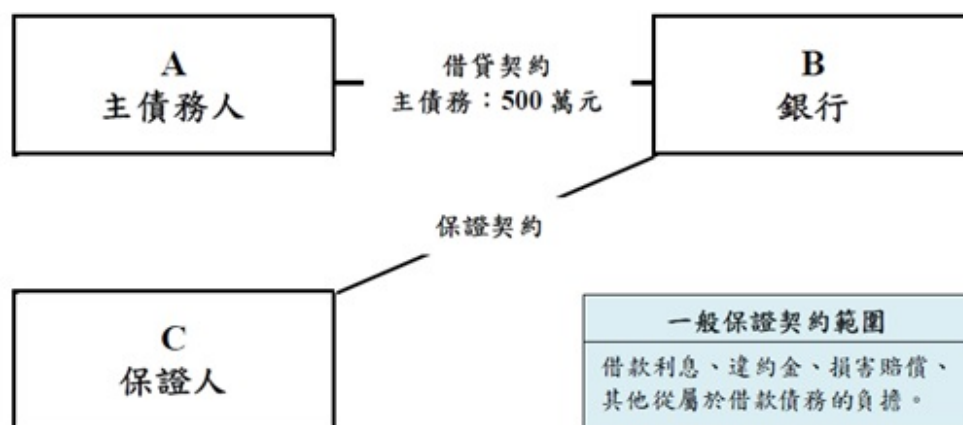 A
主債務人
借貸契約
主債務：500 萬元
B
銀行
保證契約
C
保證人
一般保證契約範圍
借款利息、違約金、損害賠償、
其他從屬於借款債務的負擔。